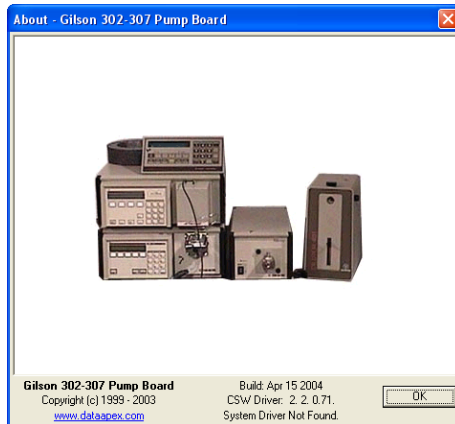 About - Gilson 302-307 Pump Board
Gilson 302-307 Pump Board
Copyright (c) 1999 - 2003
www.dataapex.com
Build: Apr 15 2004
CSW Driver: 2. 2. 0.71.
System Driver Not Found.
OK